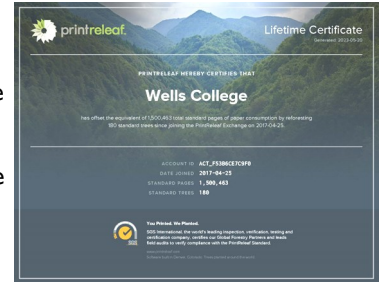 printreleaf.
Lifetime Certificate
PRINTRELEAF HEREBY CERTIFIES THAT
Wells College
has offset the equivalent of 1,500,463 total standard pages of paper consumption by reforesting
180 standard trees since joining the PrintReleaf Exchange on 2017-04-25.
ACCOUNT ID ACT_F53B6CE7C9FB
DATE JOINED 2017-04-25
STANDARD PAGES 1,500,463
STANDARD TREES 180
You Printed. We Planted.
SGS International, the world's leading inspection, verification, testing and
certification company, certifies our Global Forestry Partners and leads
field audits to verify compliance with the PrintReleaf Standard.
SGS
e
e